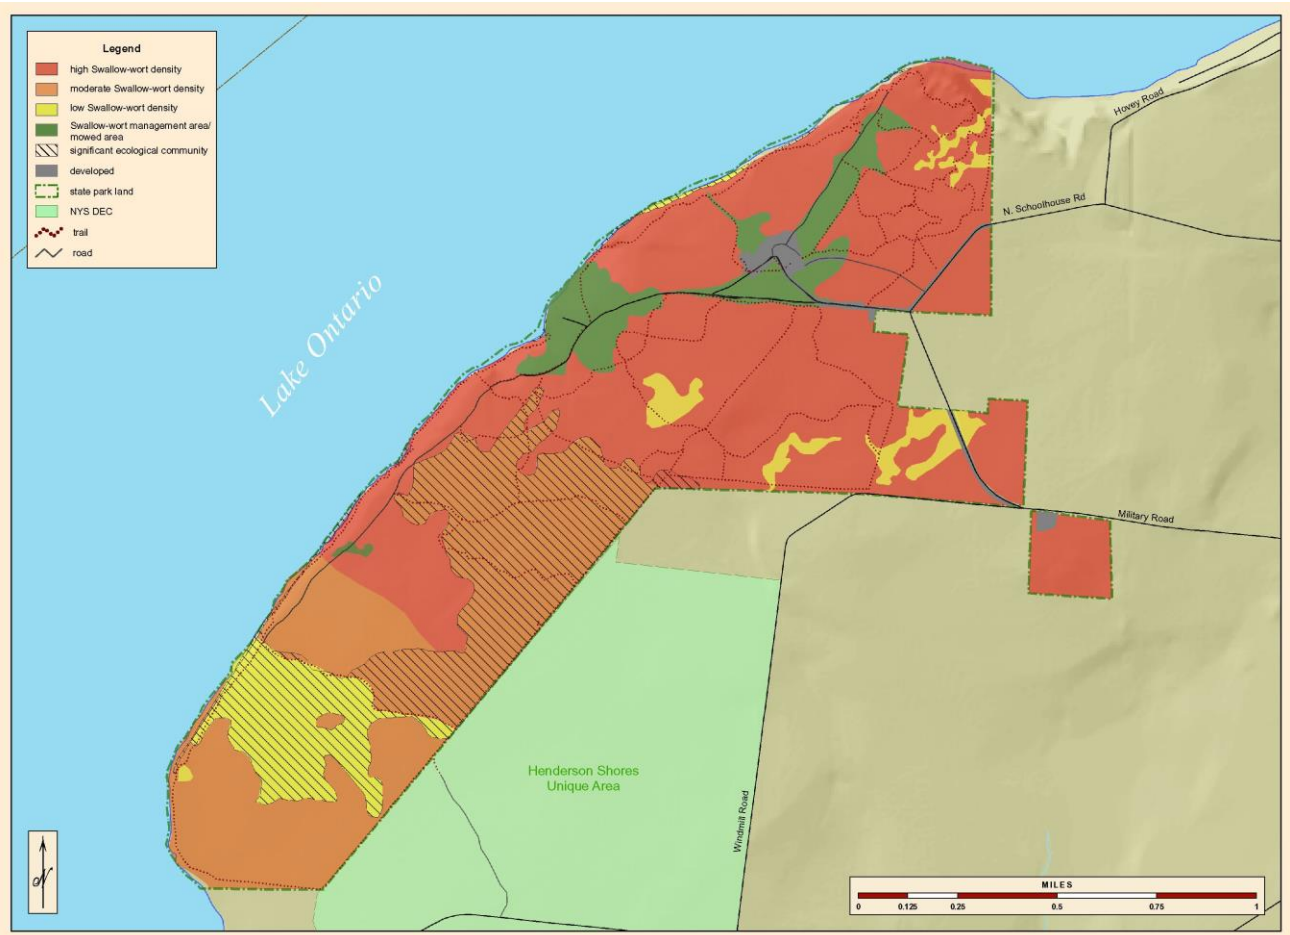 Legend
high Swallow-wort density
moderate Swallow-wort density
low Swallow-wort density
Swallow-wort management area/
mowed area
significant ecological community
developed
state park land
NYS DEC
trail
road
Hovey Road
N. Schoolhouse Rd
Lake Ontario
Military Road
Henderson Shores
Unique Area
Windmill Road
N
MILES
0 0.125 0.25 0.5 0.75 1